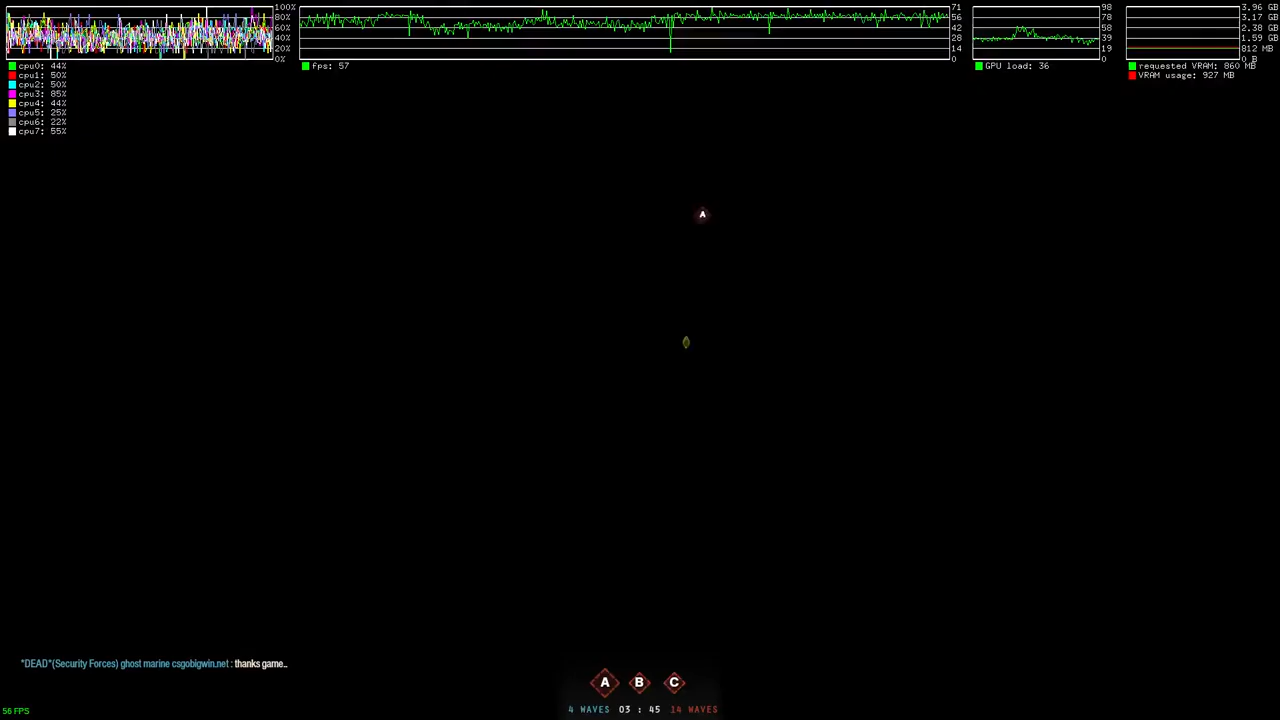 100%
80%
60%
40%
20%
0%
cpu0: 44%
cpu1: 50%
cpu2: 50%
cpu3: 85%
cpu4: 44%
cpu5: 25%
cpu6: 22%
cpu7: 55%
71
56
42
28
14
0
fps: 57
98
78
58
39
19
0
GPU load: 36
3.96 GB
3.17 GB
2.38 GB
1.59 GB
812 MB
0 B
requested VRAM: 860 MB
VRAM usage: 927 MB
A
*DEAD*(Security Forces) ghost marine csgobigwin.net : thanks game..
A B C
4 WAVES 03 : 45 14 WAVES
56 FPS